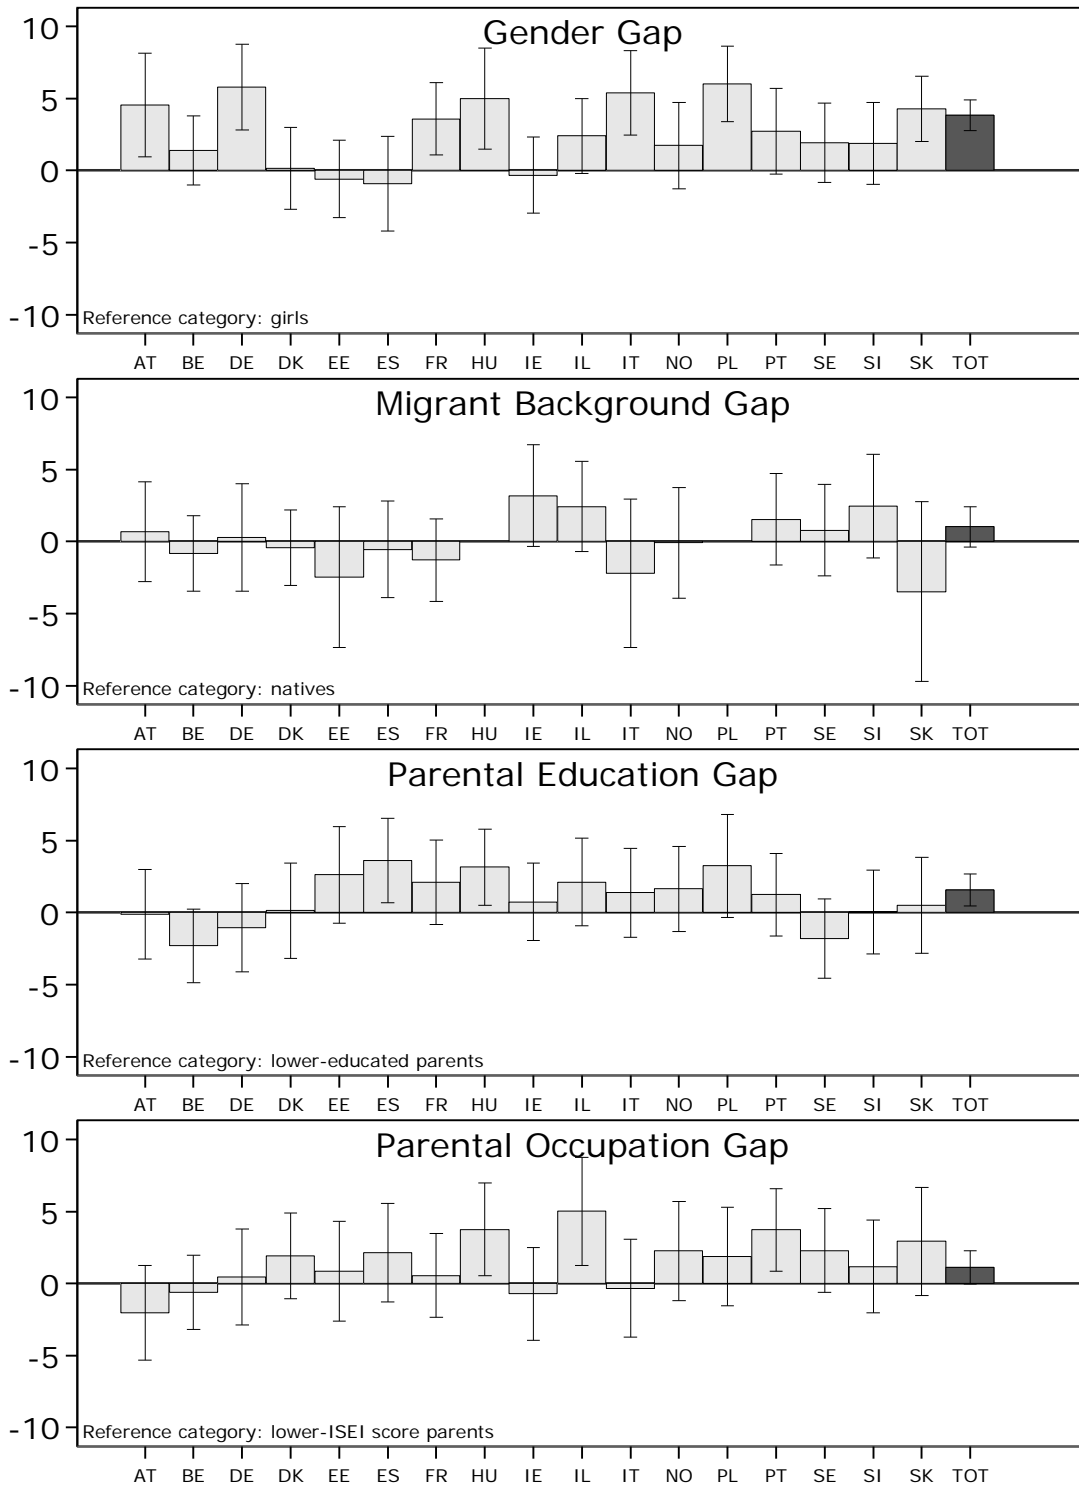 Gender Gap
10
5
0
-5
-10
Reference category: girls
AT BE DE DK EE ES FR HU IE IL IT NO PL PT SE SI SK TOT
Migrant Background Gap
10
5
0
-5
-10
Reference category: natives
AT BE DE DK EE ES FR HU IE IL IT NO PL PT SE SI SK TOT
Parental Education Gap
10
5
0
-5
-10
Reference category: lower-educated parents
AT BE DE DK EE ES FR HU IE IL IT NO PL PT SE SI SK TOT
Parental Occupation Gap
10
5
0
-5
-10
Reference category: lower-ISEI score parents
AT BE DE DK EE ES FR HU IE IL IT NO PL PT SE SI SK TOT